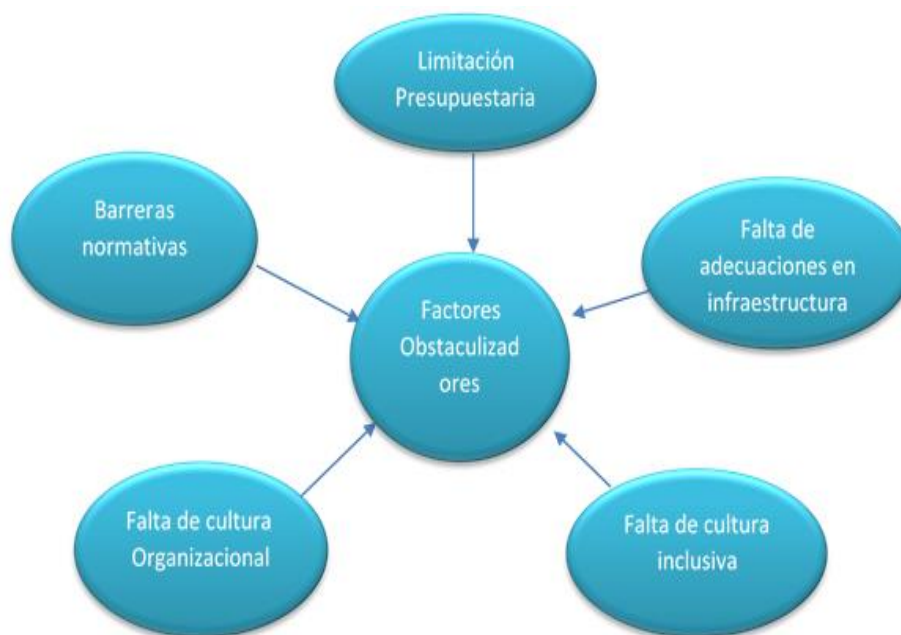 Limitación
Presupuestaria
Barreras
normativas
Falta de
adecuaciones en
infraestructura
Factores
Obstaculizad
ores
Falta de cultura
Organizacional
Falta de cultura
inclusiva